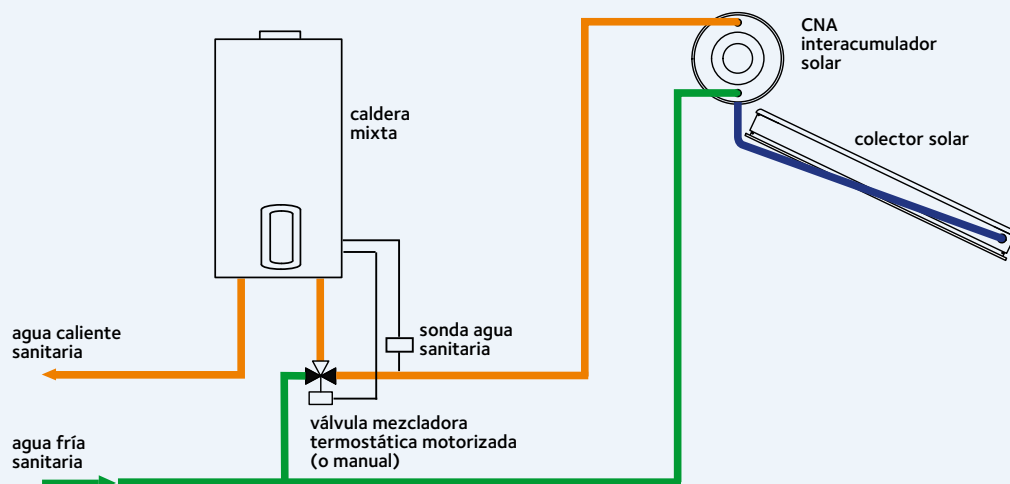 CNA
interacumulador
solar
caldera
mixta
colector solar
agua caliente
sanitaria
sonda agua
sanitaria
válvula mezcladora
termostática motorizada
(o manual)
agua fría
sanitaria